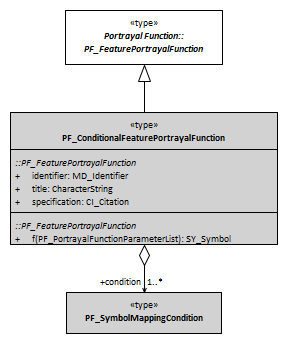 «type»
Portrayal Function::
PF_FeaturePortrayalFunction
«type»
PF_ConditionalFeaturePortrayalFunction
::PF_FeaturePortrayalFunction
+ identifier: MD_Identifier
+ title: CharacterString
+ specification: CI_Citation
::PF_FeaturePortrayalFunction
+ f(PF_PortrayalFunctionParameterList): SY_Symbol
+condition 1..*
«type»
PF_SymbolMappingCondition